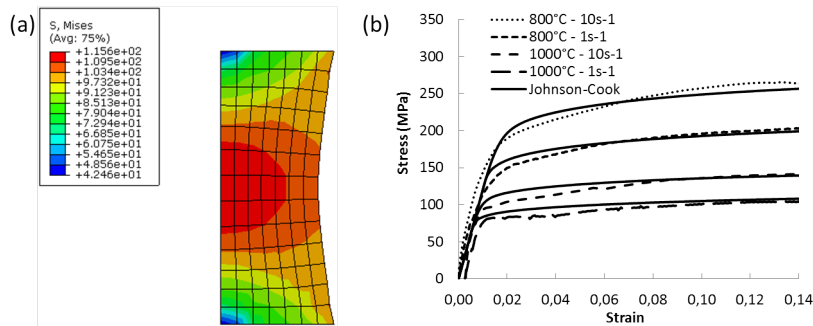 (a)
S, Mises
(Avg: 75%)
+1.156e+02
+1.095e+02
+1.034e+02
+9.732e+01
+9.123e+01
+8.513e+01
+7.904e+01
+7.294e+01
+6.685e+01
+6.075e+01
+5.465e+01
+4.856e+01
+4.246e+01
(b)
Stress (MPa)
350
300
250
200
150
100
50
0
800°C - 10s-1
800°C - 1s-1
1000°C - 10s-1
1000°C - 1s-1
Johnson-Cook
0,00 0,02 0,04 0,06 0,08 0,10 0,12 0,14
Strain